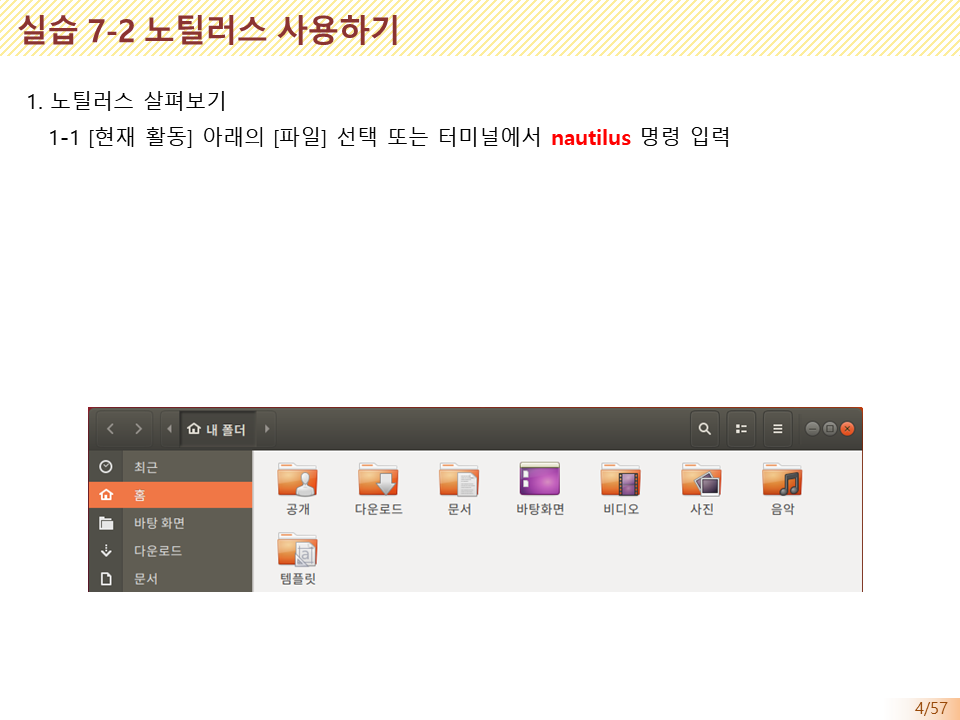 실습 7-2 노틸러스 사용하기
1. 노틸러스 살펴보기
1-1 [현재 활동] 아래의 [파일] 선택 또는 터미널에서 nautilus 명령 입력
내 폴더
최근
홈
바탕 화면
다운로드
문서
공개 다운로드 문서 바탕화면 비디오 사진 음악
템플릿
4/57